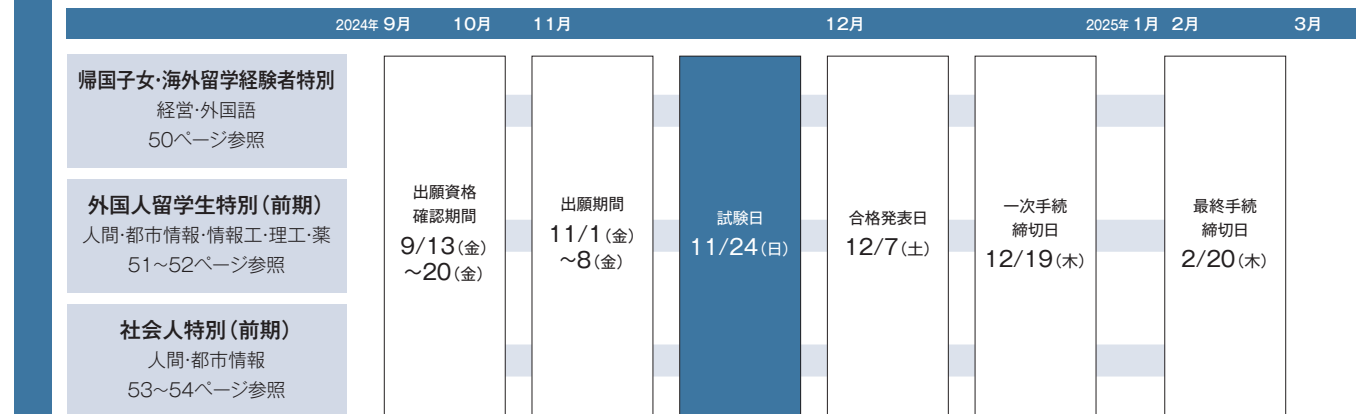 2024年 9月 10月 11月 12月 2025年 1月 2月 3月
帰国子女・海外留学経験者特別
経営・外国語
50ページ参照
外国人留学生特別（前期）
人間・都市情報・情報工・理工・薬
51～52ページ参照
社会人特別（前期）
人間・都市情報
53～54ページ参照
出願資格
確認期間
9/13（金）
～20（金）
出願期間
11/1（金）
～8（金）
試験日
11/24（日）
合格発表日
12/7（土）
一次手続
締切日
12/19（木）
最終手続
締切日
2/20（木）